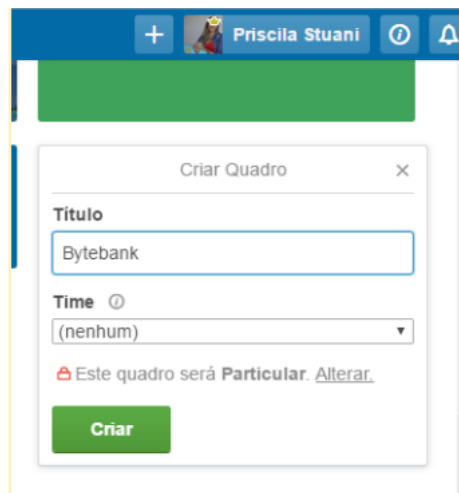 + Priscila Stuani
Criar Quadro ×
Título
Bytebank
Time
(nenhum)
Este quadro será Particular. Alterar.
Criar